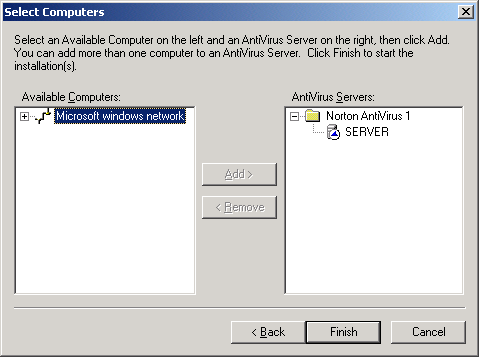 Select Computers
Select an Available Computer on the left and an AntiVirus Server on the right, then click Add.
You can add more than one computer to an AntiVirus Server. Click Finish to start the
installation(s).
Available Computers:
Microsoft windows network
Add >
< Remove
AntiVirus Servers:
Norton AntiVirus 1
SERVER
< Back
Finish
Cancel